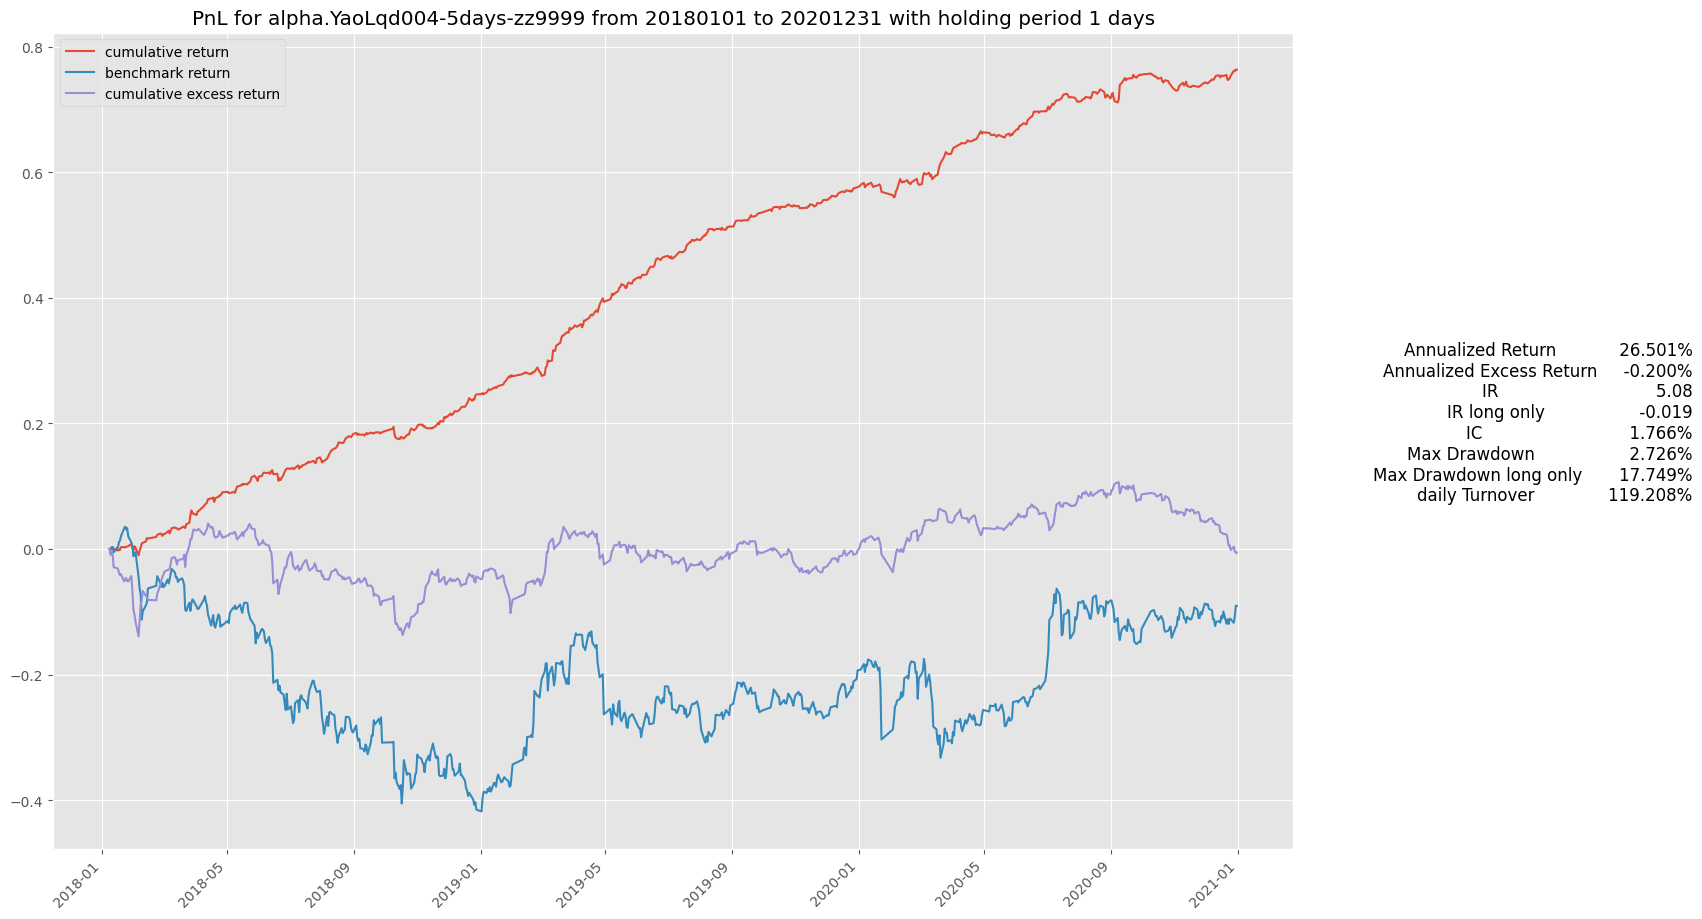 PnL for alpha.YaoLqd004-5days-zz9999 from 20180101 to 20201231 with holding period 1 days
cumulative return
benchmark return
cumulative excess return
0.8
0.6
0.4
0.2
0.0
−0.2
−0.4
2018-01
2018-05
2018-09
2019-01
2019-05
2019-09
2020-01
2020-05
2020-09
2021-01
Annualized Return 26.501%
Annualized Excess Return -0.200%
IR 5.08
IR long only -0.019
IC 1.766%
Max Drawdown 2.726%
Max Drawdown long only 17.749%
daily Turnover 119.208%